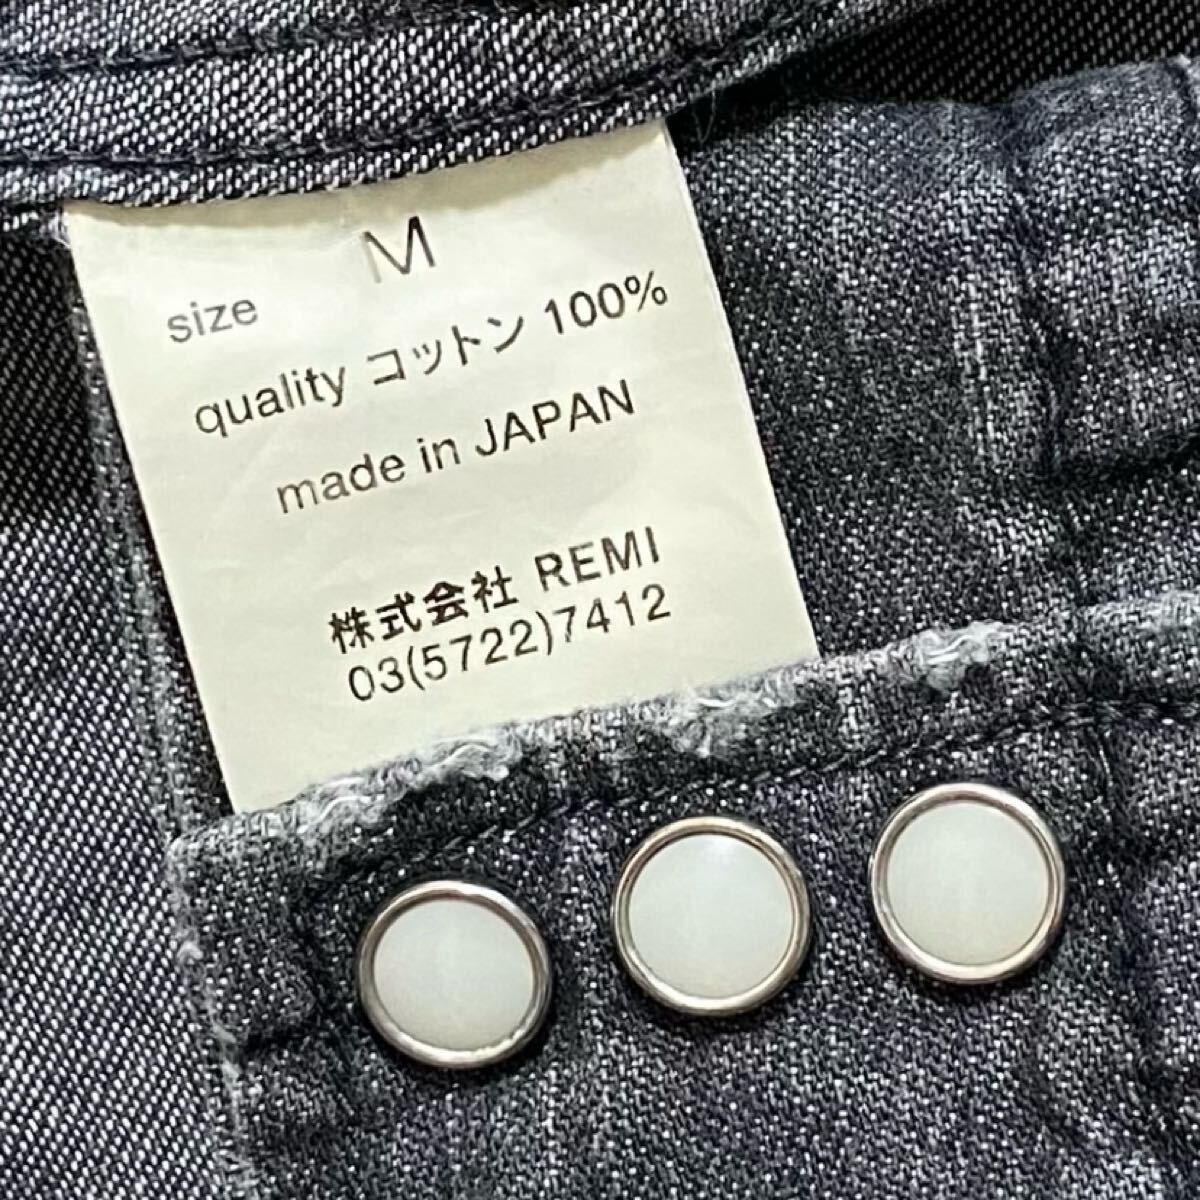 M
size
quality コットン 100%
made in JAPAN
株式会社 REMI
03(5722)7412